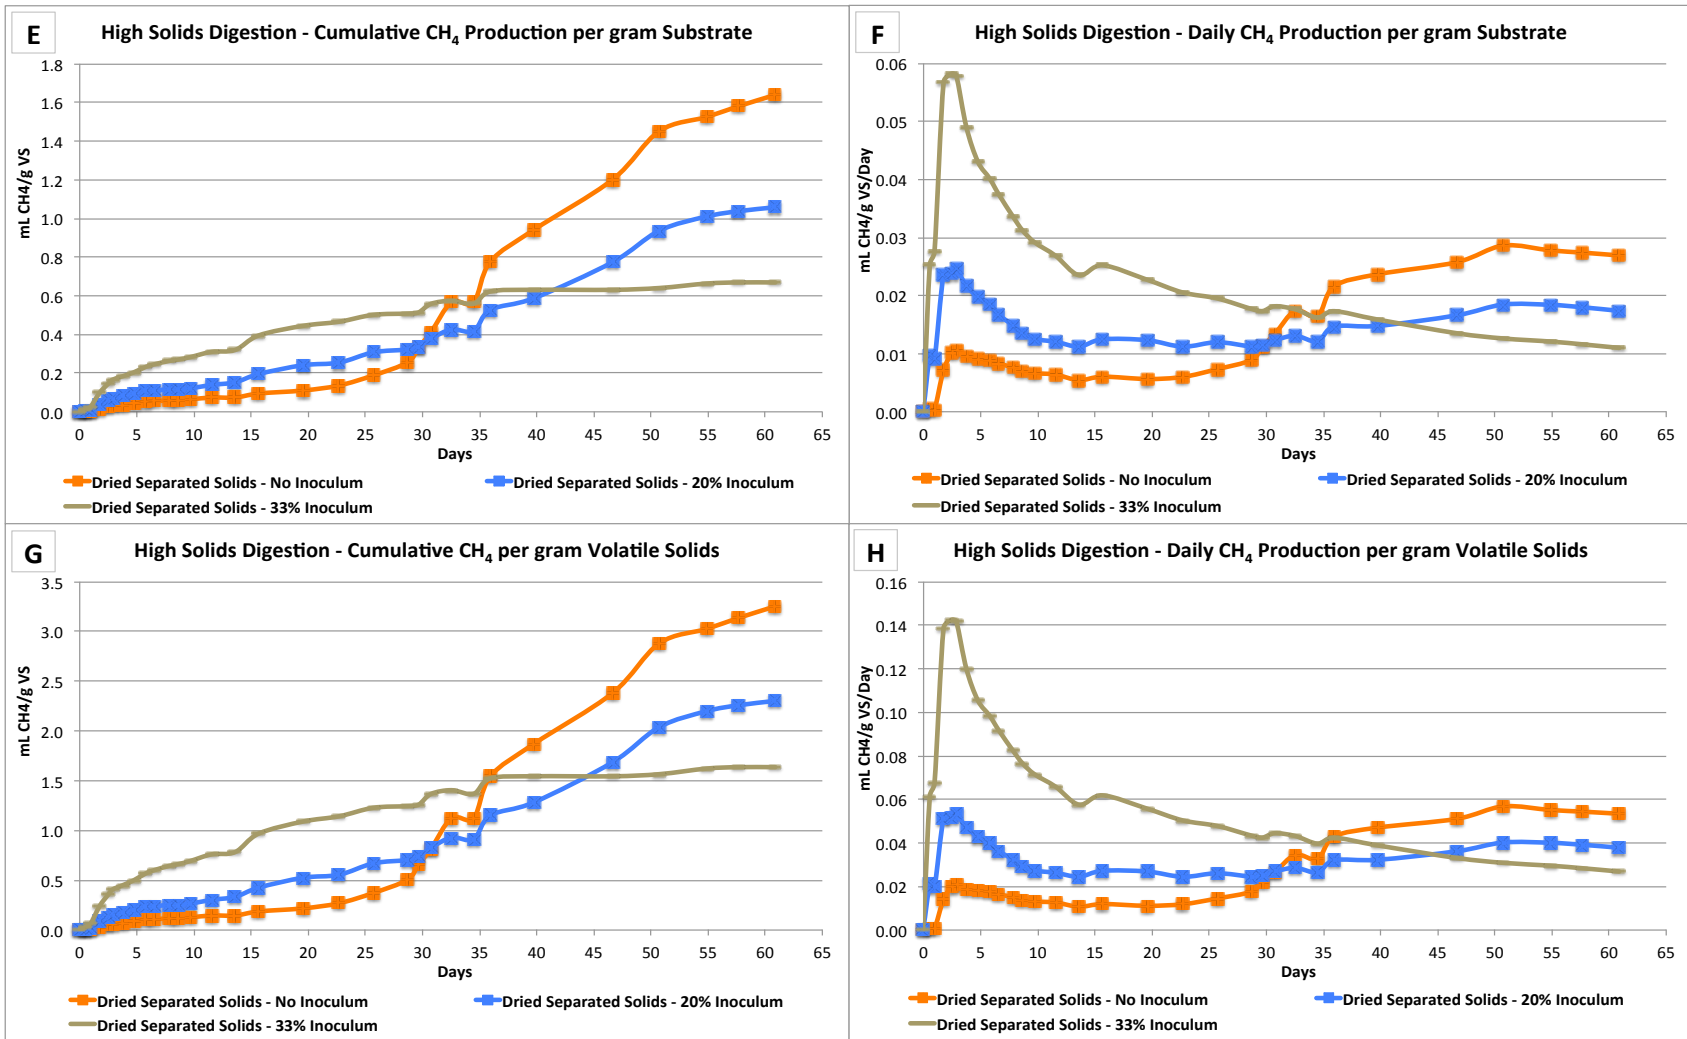 E
High Solids Digestion - Cumulative CH4 Production per gram Substrate
mL CH4/g VS
1.8
1.6
1.4
1.2
1.0
0.8
0.6
0.4
0.2
0.0
0 5 10 15 20 25 30 35 40 45 50 55 60 65
Days
Dried Separated Solids - No Inoculum
Dried Separated Solids - 20% Inoculum
Dried Separated Solids - 33% Inoculum
F
High Solids Digestion - Daily CH4 Production per gram Substrate
mL CH4/g VS/Day
0.06
0.05
0.04
0.03
0.02
0.01
0.00
0 5 10 15 20 25 30 35 40 45 50 55 60 65
Days
Dried Separated Solids - No Inoculum
Dried Separated Solids - 20% Inoculum
Dried Separated Solids - 33% Inoculum
G
High Solids Digestion - Cumulative CH4 per gram Volatile Solids
mL CH4/g VS
3.5
3.0
2.5
2.0
1.5
1.0
0.5
0.0
0 5 10 15 20 25 30 35 40 45 50 55 60 65
Days
Dried Separated Solids - No Inoculum
Dried Separated Solids - 20% Inoculum
Dried Separated Solids - 33% Inoculum
H
High Solids Digestion - Daily CH4 Production per gram Volatile Solids
mL CH4/g VS/Day
0.16
0.14
0.12
0.10
0.08
0.06
0.04
0.02
0.00
0 5 10 15 20 25 30 35 40 45 50 55 60 65
Days
Dried Separated Solids - No Inoculum
Dried Separated Solids - 20% Inoculum
Dried Separated Solids - 33% Inoculum